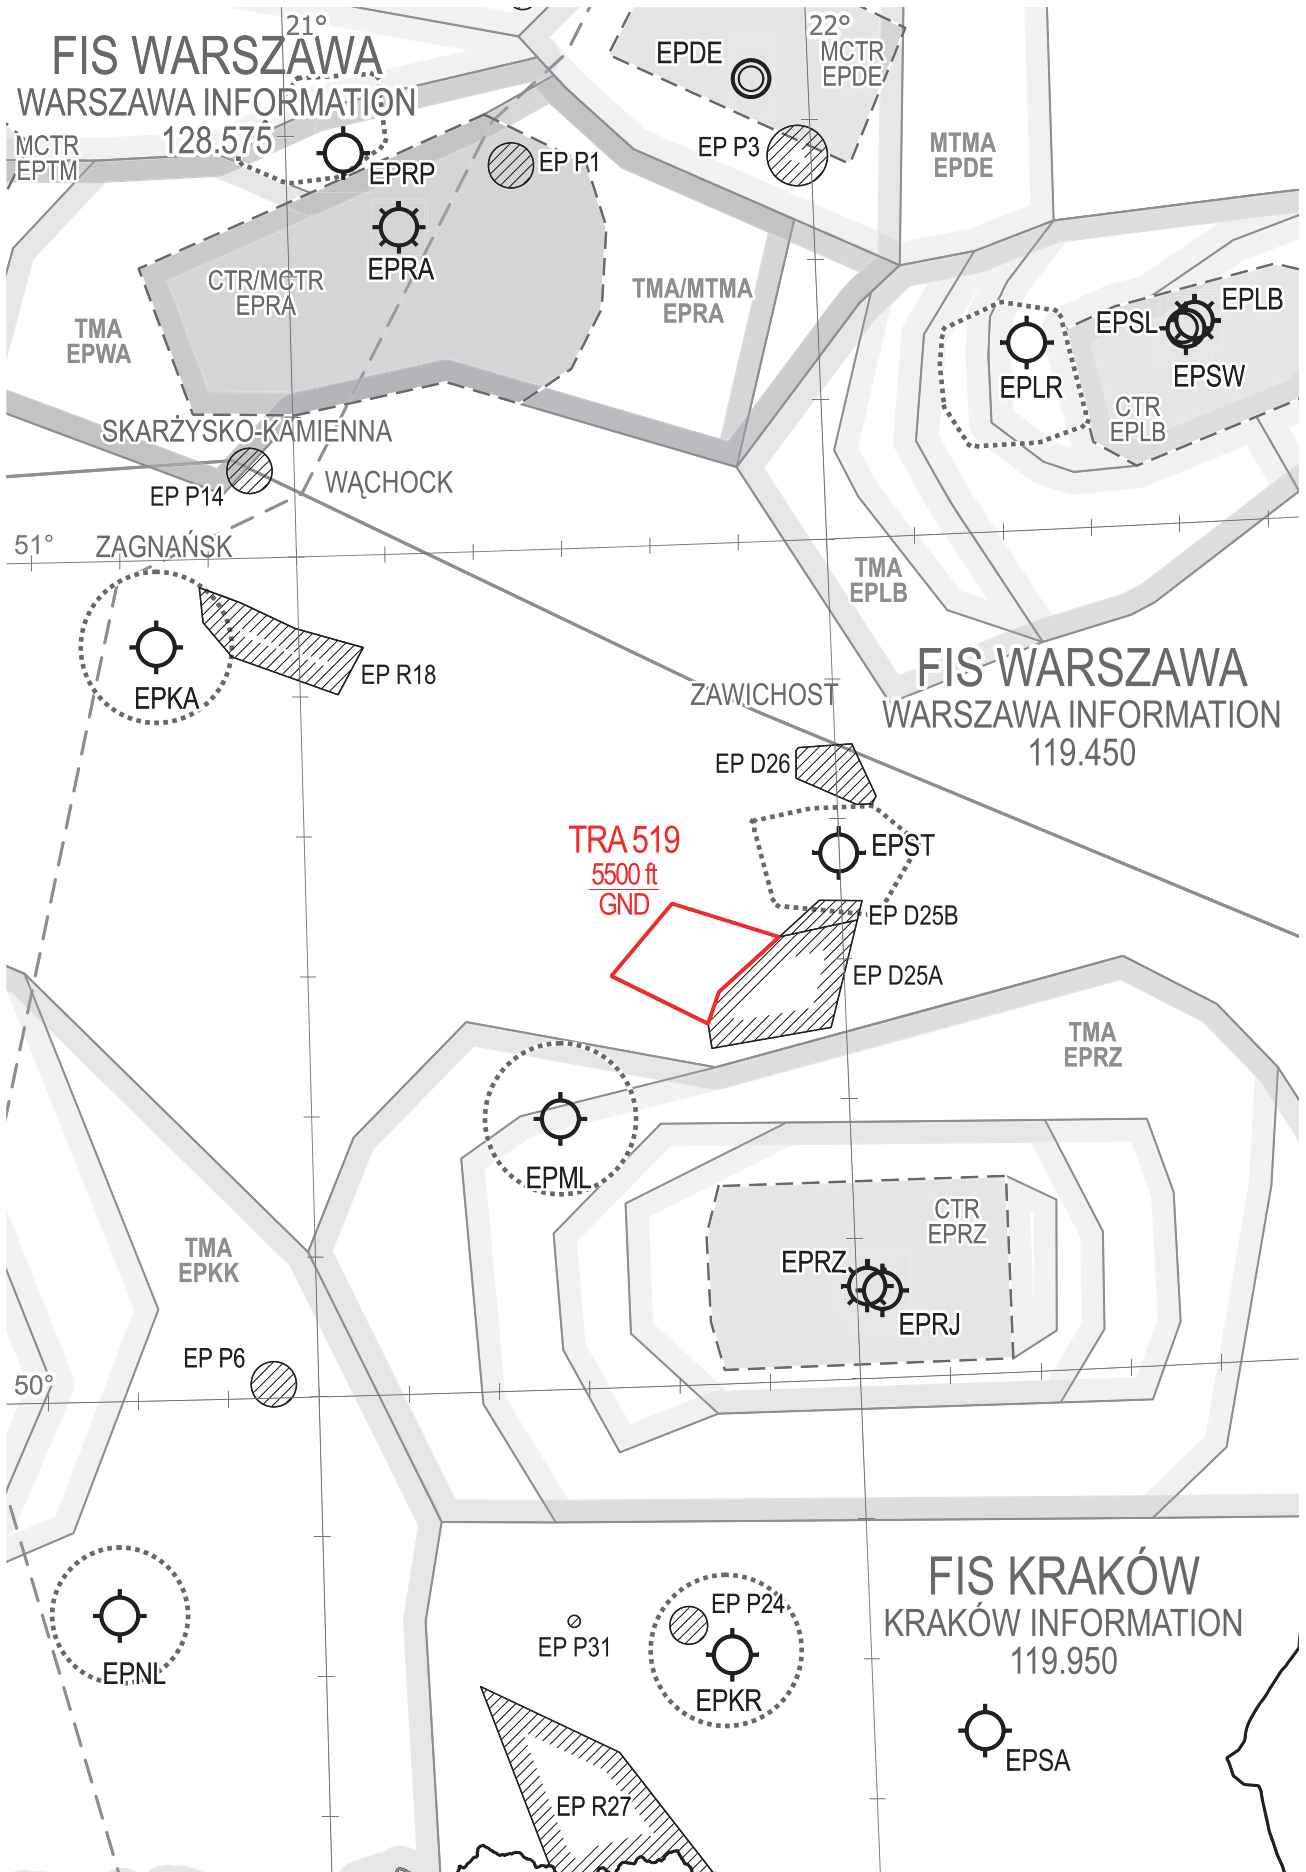 21°
22°
FIS WARSZAWA
WARSZAWA INFORMATION
128.575
MCTR
EPTM
EPDE
MCTR
EPDE
EP P3
EP P1
MTMA
EPDE
EPRP
EPRA
CTR/MCTR
EPRA
TMA/MTMA
EPRA
TMA
EPWA
EPLB
EPSL
EPSW
EPLR
CTR
EPLB
SKARŻYSKO-KAMIENNA
EP P14
WĄCHOCK
51°
ZAGNAŃSK
TMA
EPLB
EPKA
EP R18
FIS WARSZAWA
WARSZAWA INFORMATION
119.450
ZAWICHOST
EP D26
TRA 519
5500 ft
GND
EPST
EP D25B
EP D25A
TMA
EPRZ
EPML
CTR
EPRZ
TMA
EPKK
EPRZ
EPRJ
EP P6
50°
FIS KRAKÓW
KRAKÓW INFORMATION
119.950
EP P24
EP P31
EPNL
EPKR
EPSA
EP R27